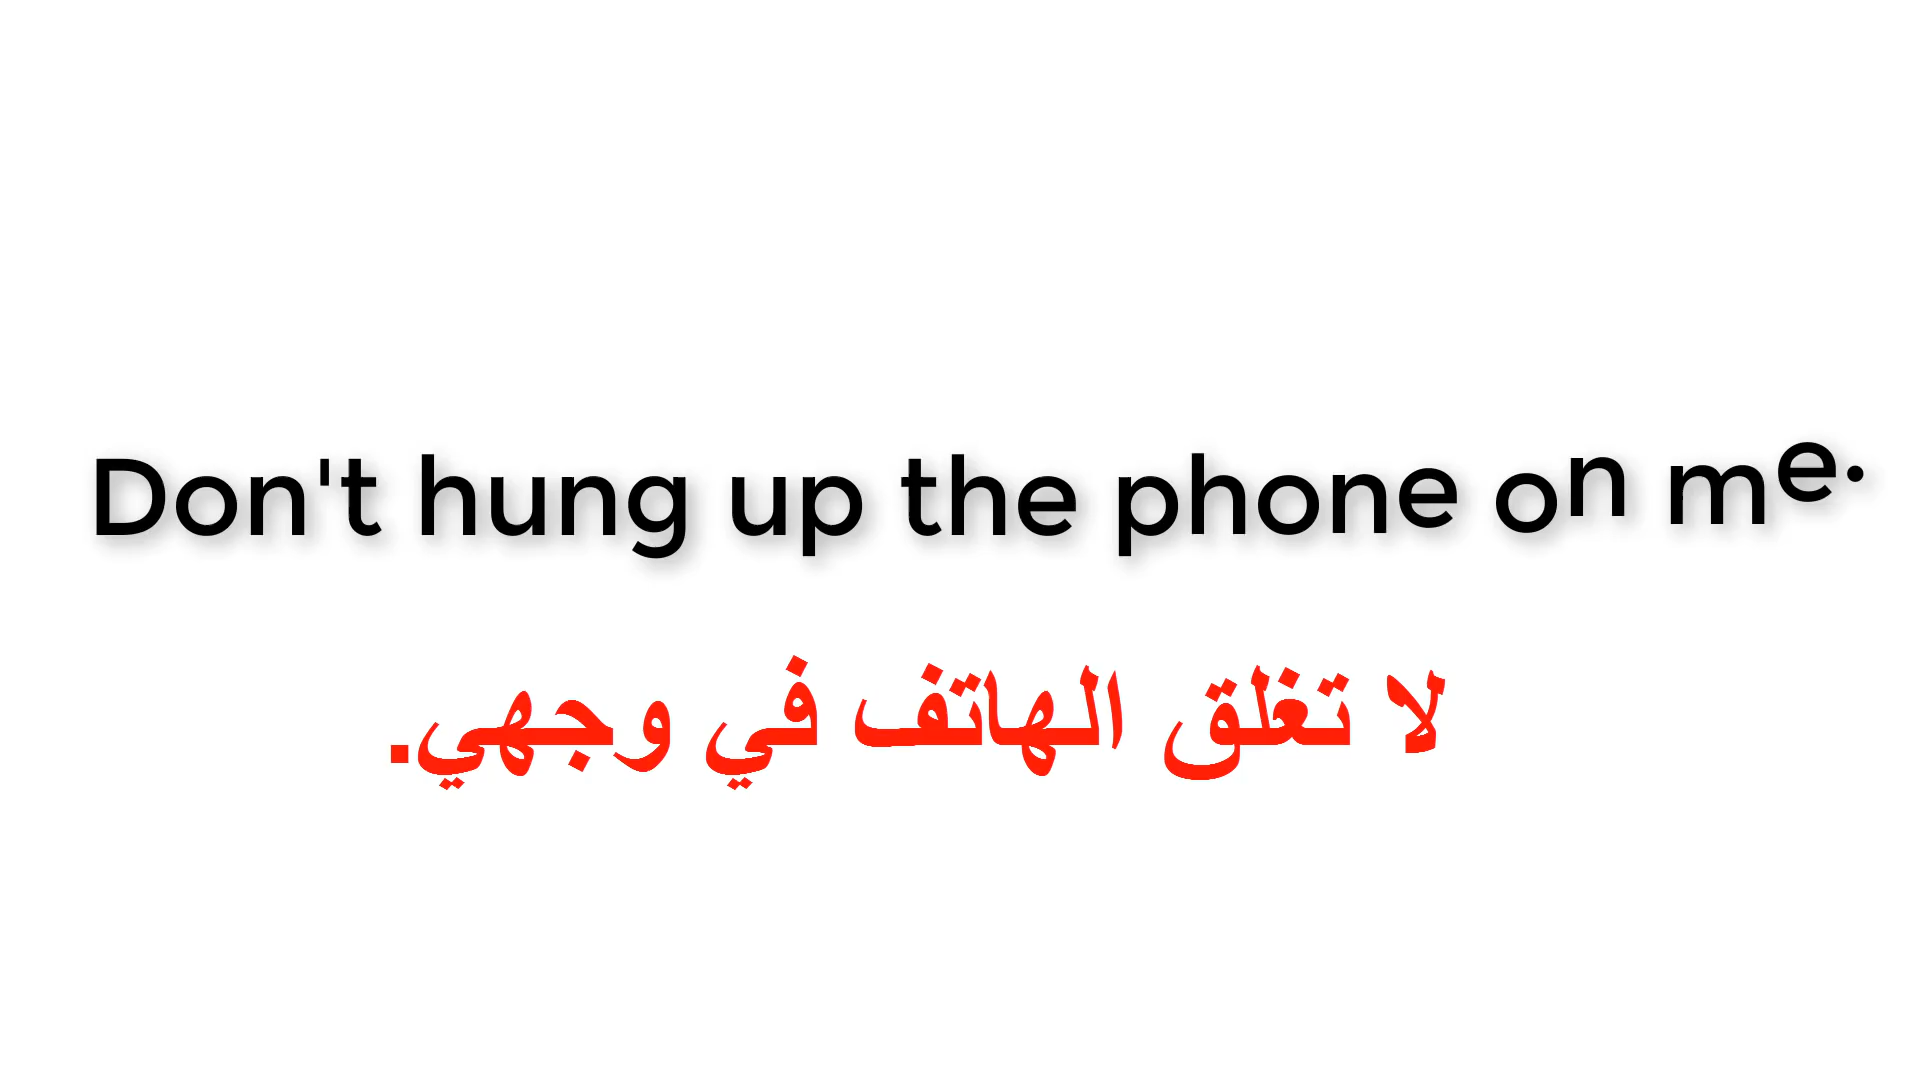 Don't hung up the phone on me.
لا تغلق الهاتف في وجهي.